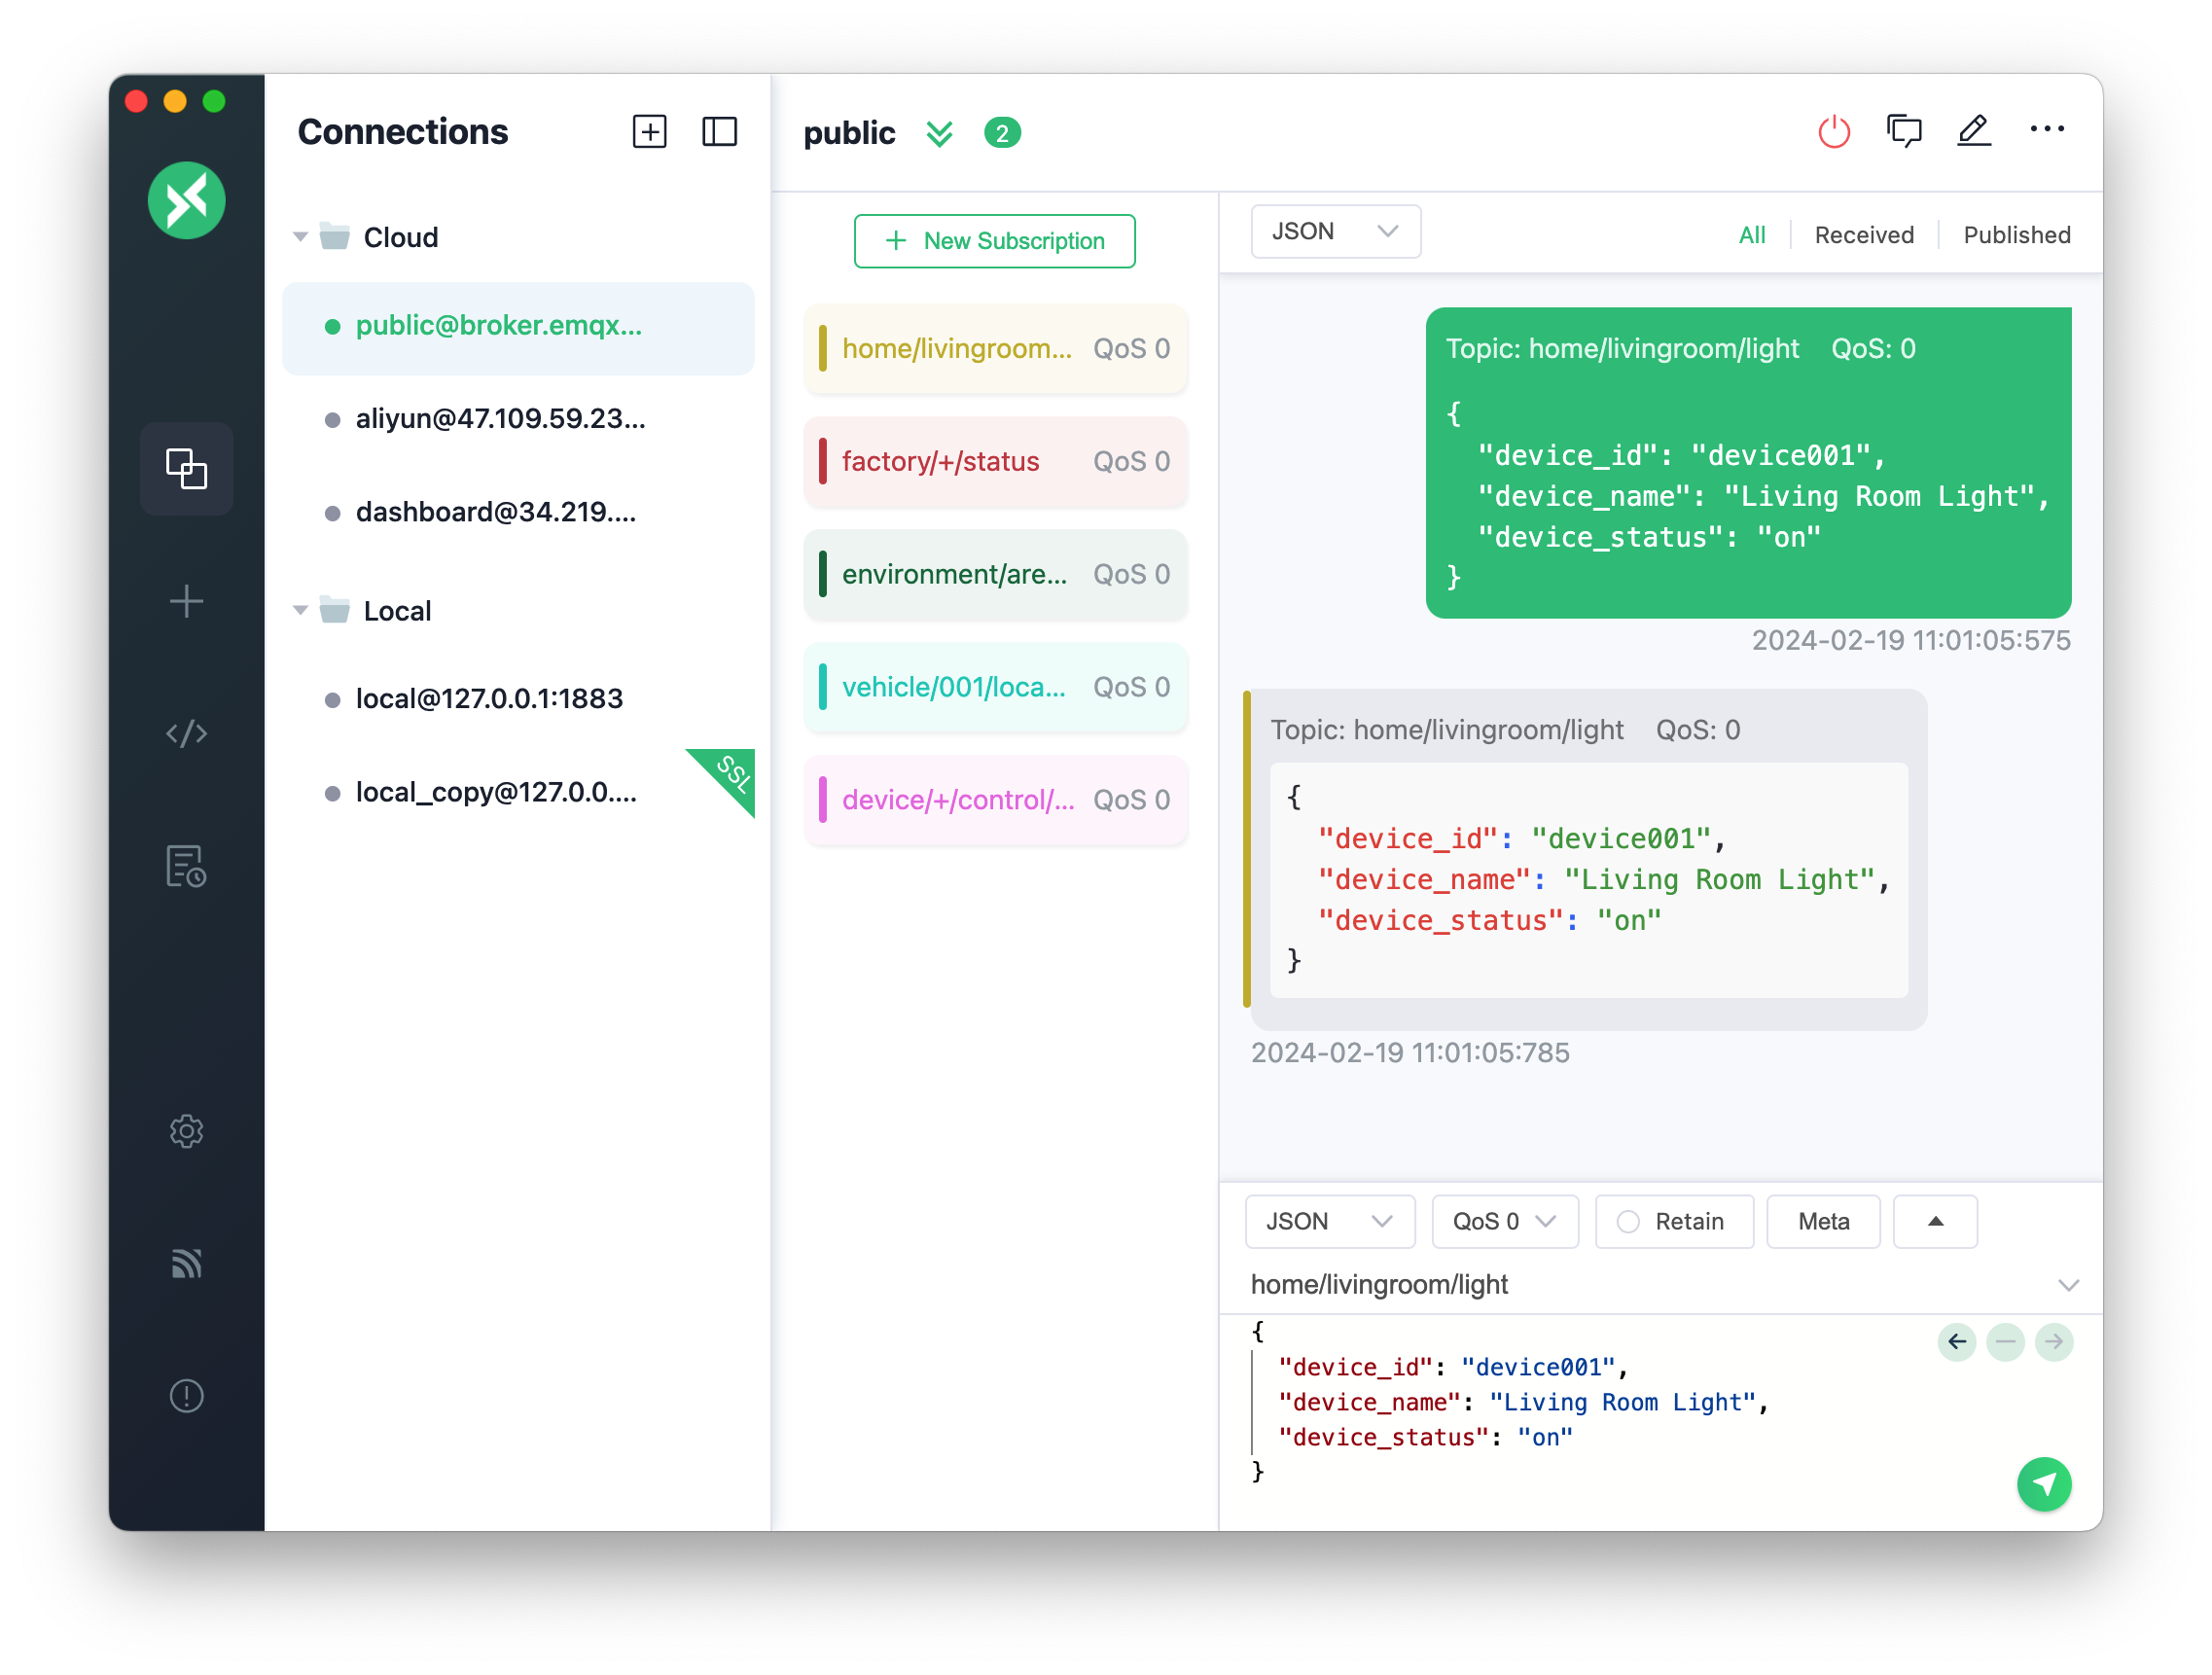 Connections
Cloud
public@broker.emqx...
aliyun@47.109.59.23...
dashboard@34.219....
Local
local@127.0.0.1:1883
local_copy@127.0.0....
SSL
public
2
+ New Subscription
home/livingroom... QoS 0
factory/+/status QoS 0
environment/are... QoS 0
vehicle/001/loca... QoS 0
device/+/control/... QoS 0
JSON
All
Received
Published
Topic: home/livingroom/light QoS: 0
{
"device_id": "device001",
"device_name": "Living Room Light",
"device_status": "on"
}
2024-02-19 11:01:05:575
Topic: home/livingroom/light QoS: 0
{
"device_id": "device001",
"device_name": "Living Room Light",
"device_status": "on"
}
2024-02-19 11:01:05:785
JSON
QoS 0
Retain
Meta
home/livingroom/light
{
"device_id": "device001",
"device_name": "Living Room Light",
"device_status": "on"
}